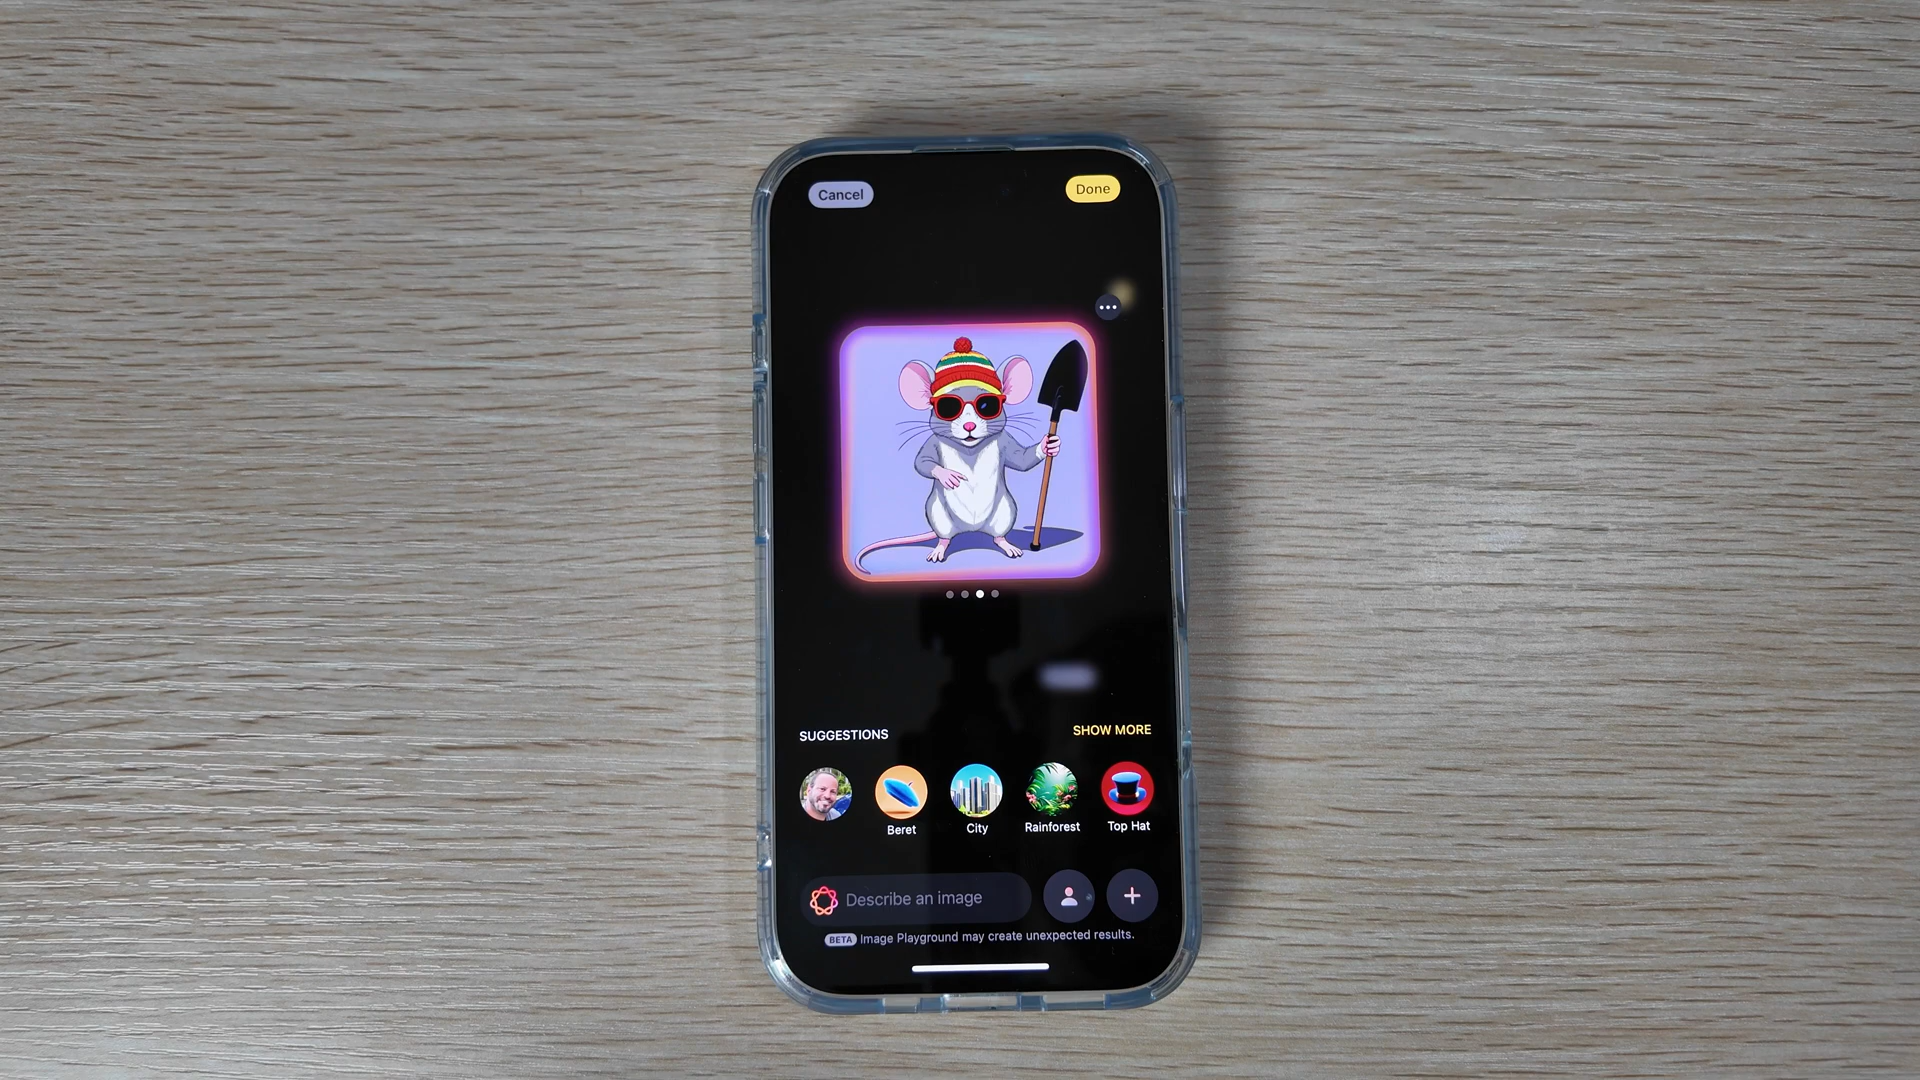 Cancel
Done
SUGGESTIONS
SHOW MORE
Beret
City
Rainforest
Top Hat
Describe an image
BETA Image Playground may create unexpected results.